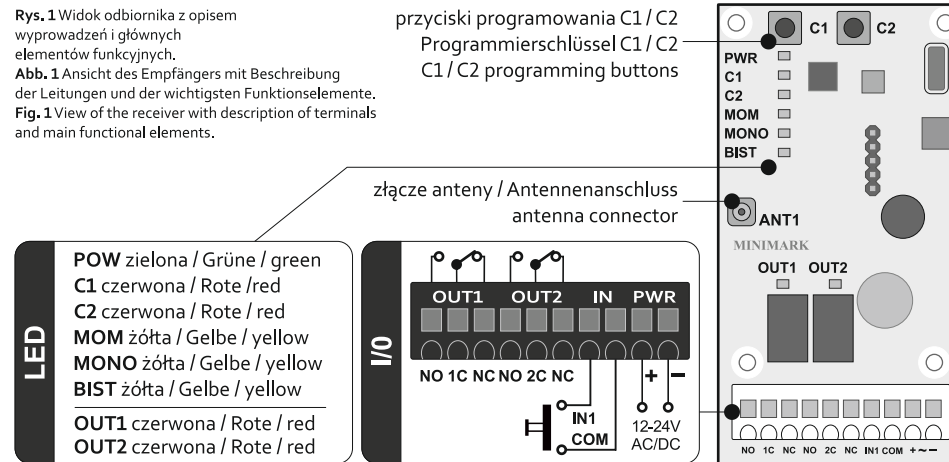 Rys. 1 Widok odbiornika z opisem
wyprowadzeń i głównych
elementów funkcyjnych.
Abb. 1 Ansicht des Empfängers mit Beschreibung
der Leitungen und der wichtigsten Funktionselemente.
Fig. 1 View of the receiver with description of terminals
and main functional elements.
przyciski programowania C1 / C2
Programmierschlüssel C1 / C2
C1 / C2 programming buttons
złącze anteny / Antennenanschluss
antenna connector
LED
POW zielona / Grüne / green
C1 czerwona / Rote /red
C2 czerwona / Rote / red
MOM żółta / Gelbe / yellow
MONO żółta / Gelbe / yellow
BIST żółta / Gelbe / yellow
OUT1 czerwona / Rote / red
OUT2 czerwona / Rote / red
I/0
OUT1 OUT2 IN PWR
NO 1C NC NO 2C NC + −
IN1
COM
12-24V
AC/DC
C1 C2
PWR
C1
C2
MOM
MONO
BIST
ANT1
MINIMARK
OUT1 OUT2
NO 1C NC NO 2C NC IN1 COM + ~ −